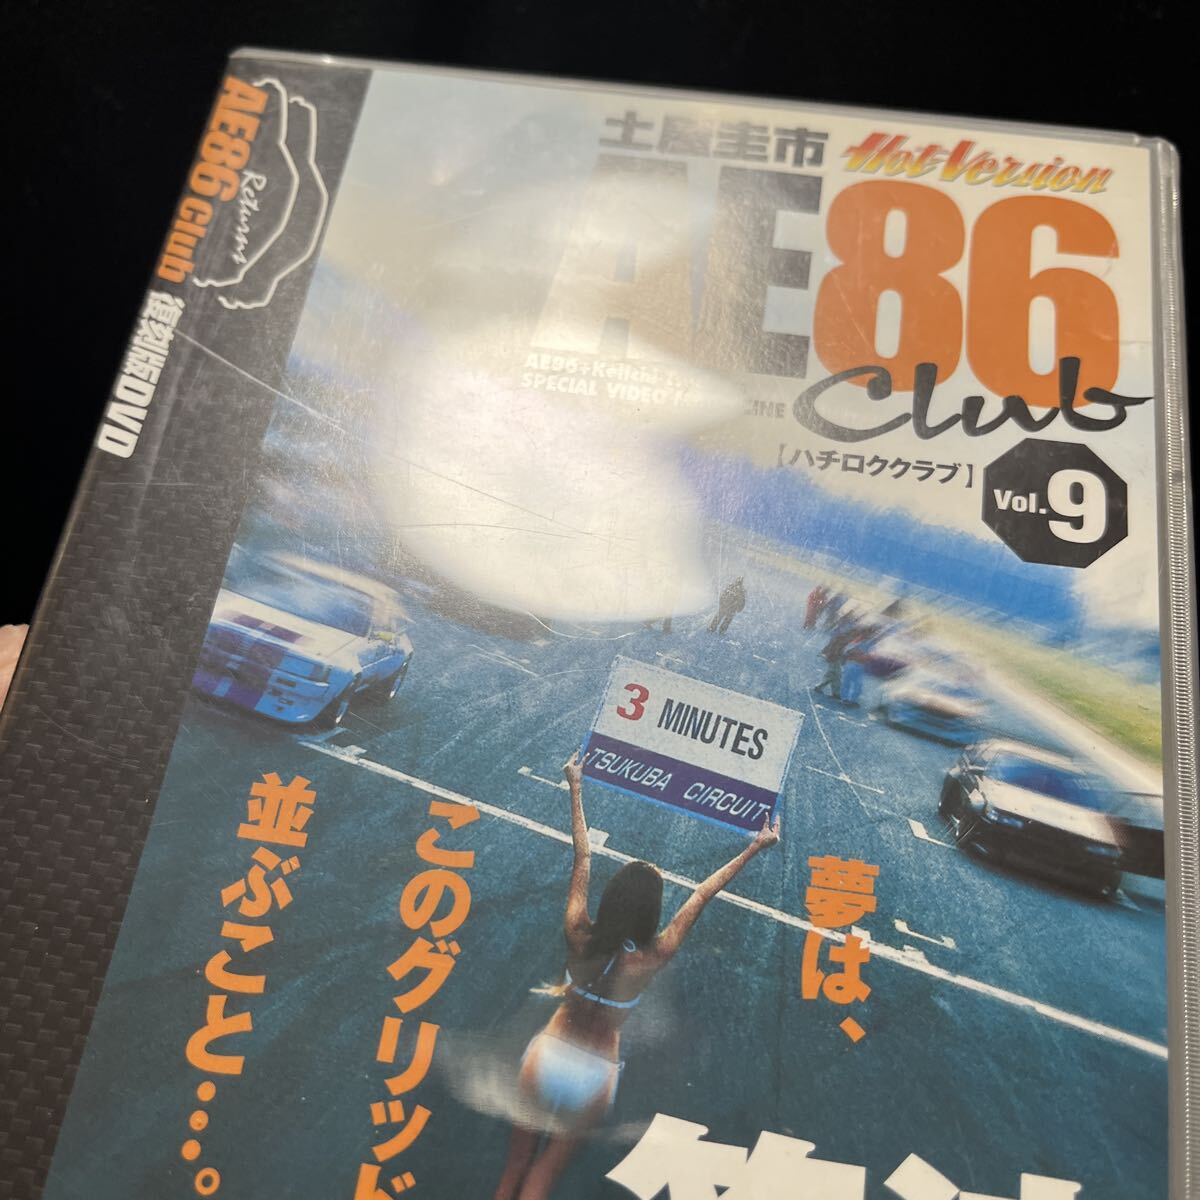 AE86 Club
Returns
復刻版DVD
土屋圭市
Hot Version
AE86
Club
AE86+Keiichi
SPECIAL VIDEO
【ハチロククラブ】
Vol.9
3 MINUTES
TSUKUBA CIRCUIT
夢は、
このグリッド
並ぶこと…。